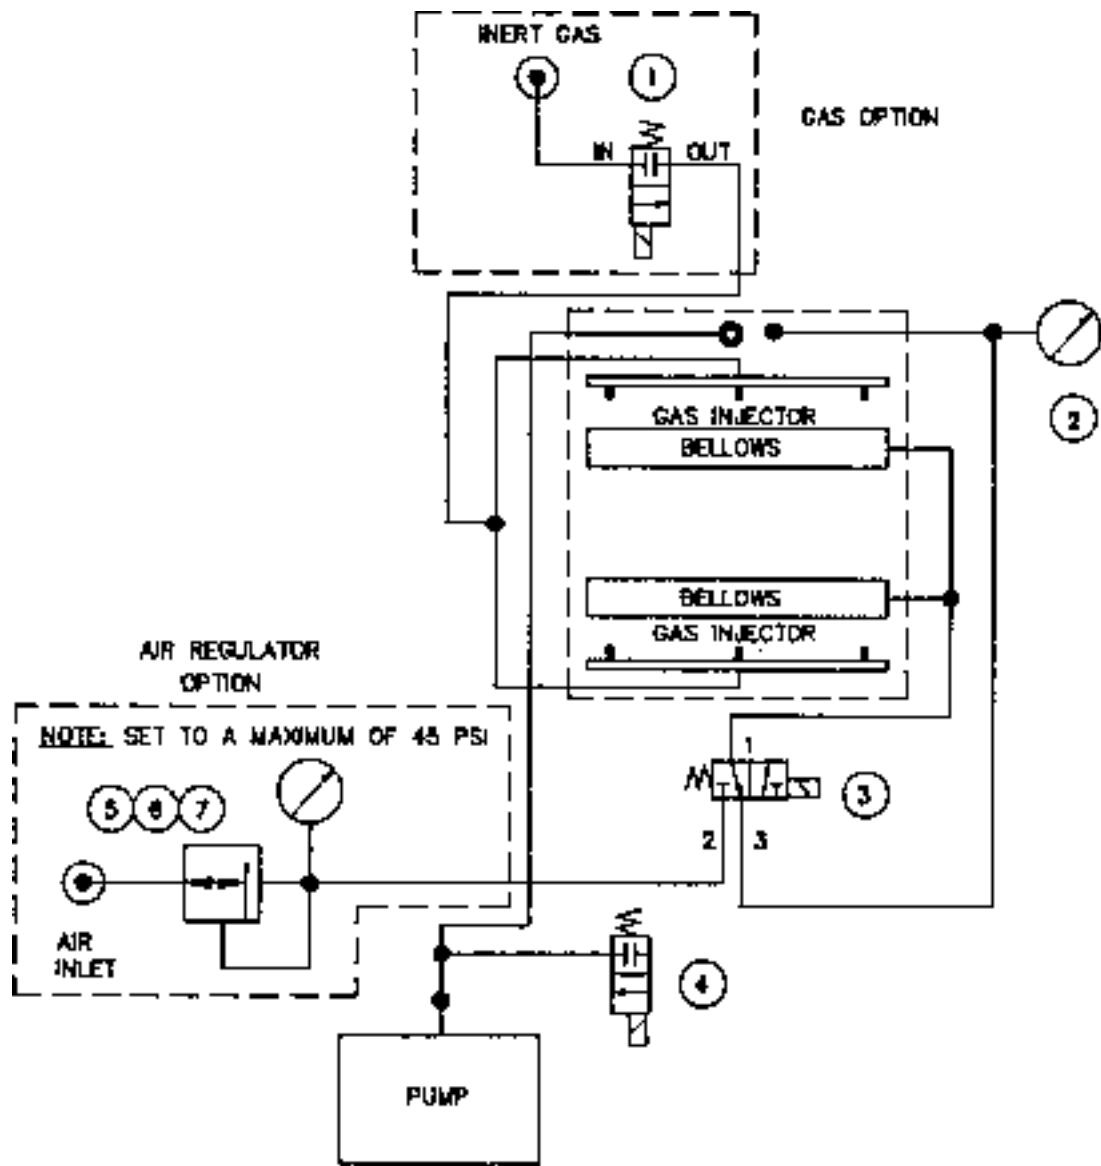 INERT GAS
1
GAS OPTION
IN
OUT
2
GAS INJECTOR
BELLOWS
BELLOWS
GAS INJECTOR
AIR REGULATOR
OPTION
NOTE: SET TO A MAXIMUM OF 45 PSI
1
3
5 6 7
2
3
AIR
INLET
4
PUMP